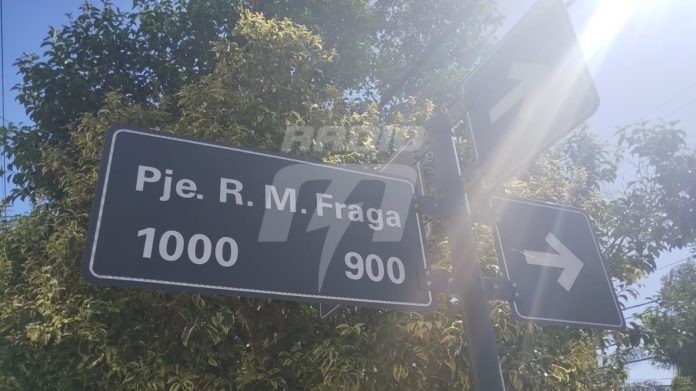 RADIO
M
Pje. R. M. Fraga
1000 900